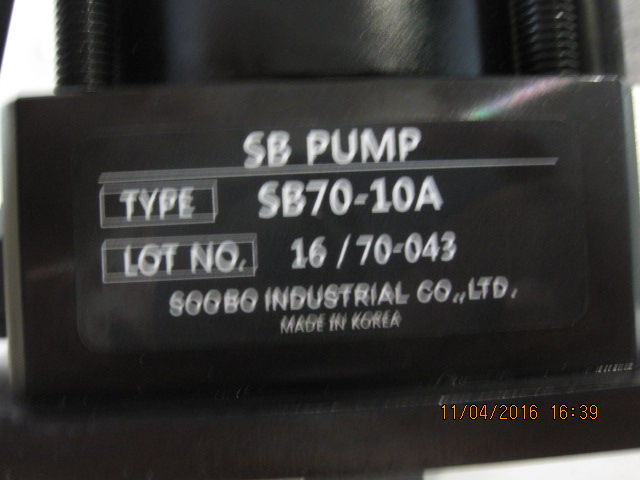 SB PUMP
TYPE SB70-10A
LOT NO. 16 / 70-043
SOOBO INDUSTRIAL CO.,LTD.
MADE IN KOREA
11/04/2016 16:39